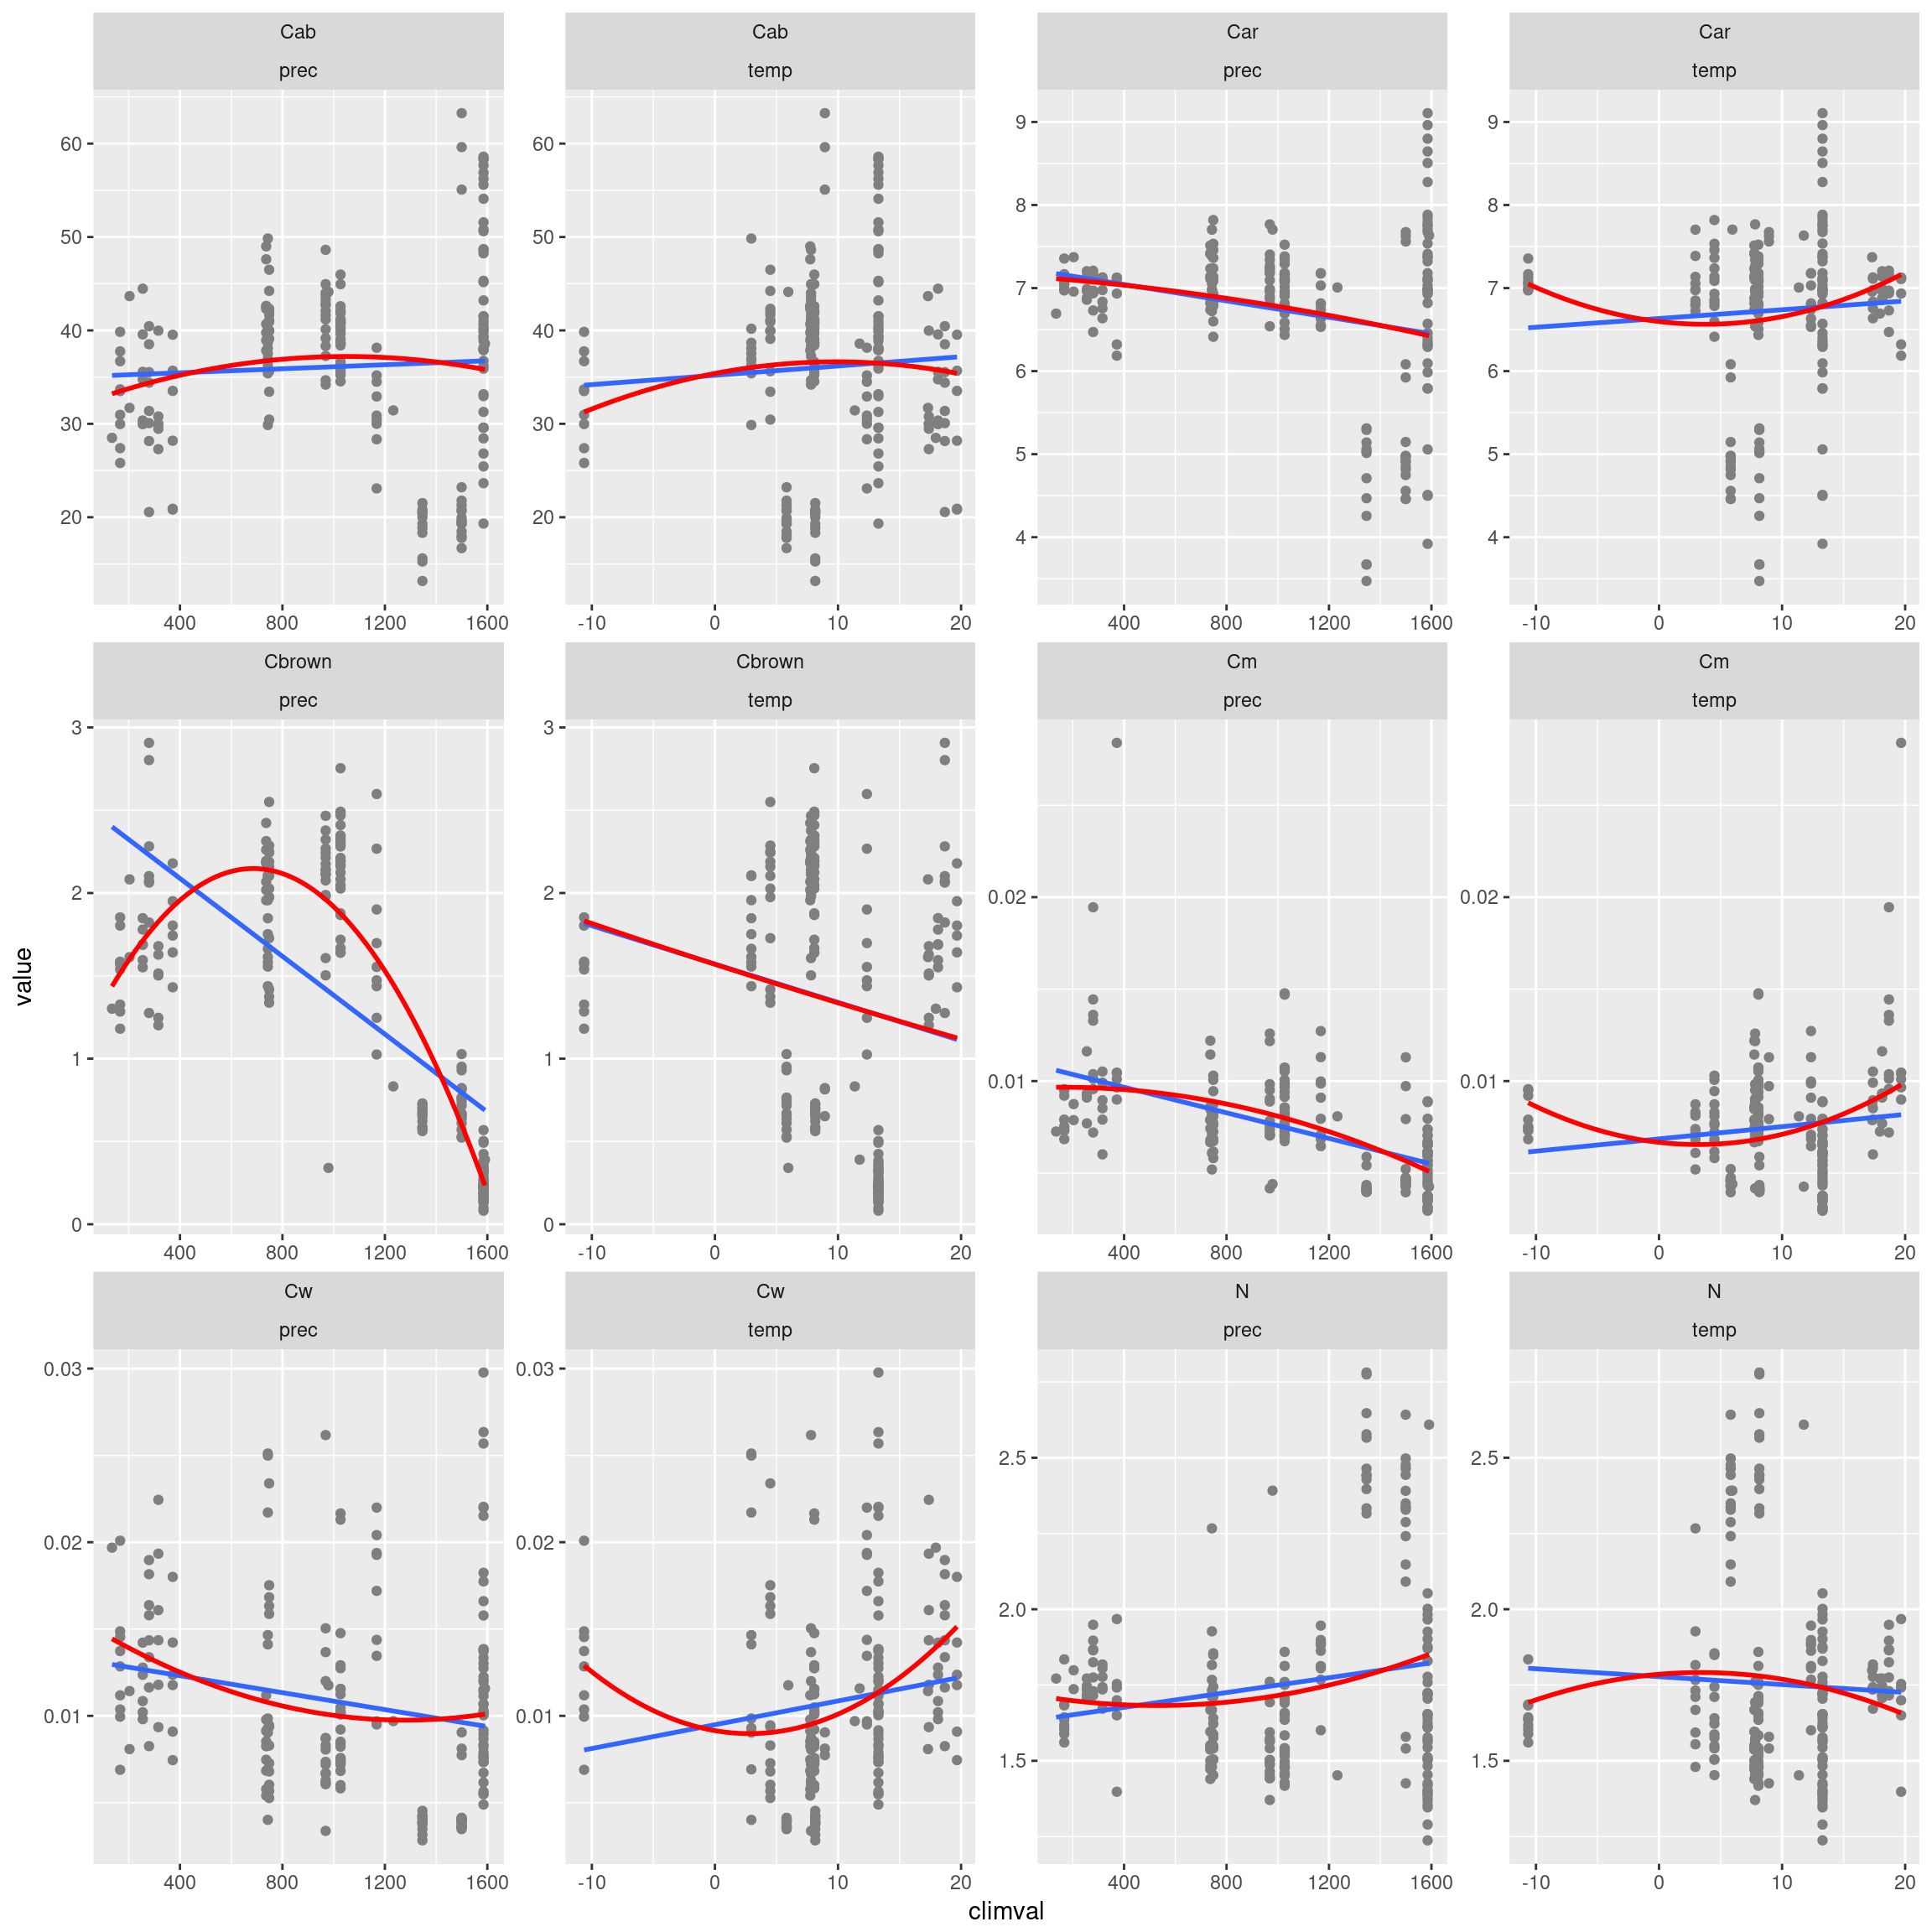 Cab Cab Car Car
prec temp prec temp
60 60 9 9
50 50 8 8
40 40 7 7
30 30 6 6
20 20 5 5
4 4
400 800 1200 1600 -10 0 10 20 400 800 1200 1600 -10 0 10 20
Cbrown Cbrown Cm Cm
prec temp prec temp
3 3
2 2 0.02 0.02
value
1 1 0.01 0.01
0 0
400 800 1200 1600 -10 0 10 20 400 800 1200 1600 -10 0 10 20
Cw Cw N N
prec temp prec temp
0.03 0.03
2.5 2.5
0.02 0.02
2.0 2.0
0.01 0.01
1.5 1.5
400 800 1200 1600 -10 0 10 20 400 800 1200 1600 -10 0 10 20
climval